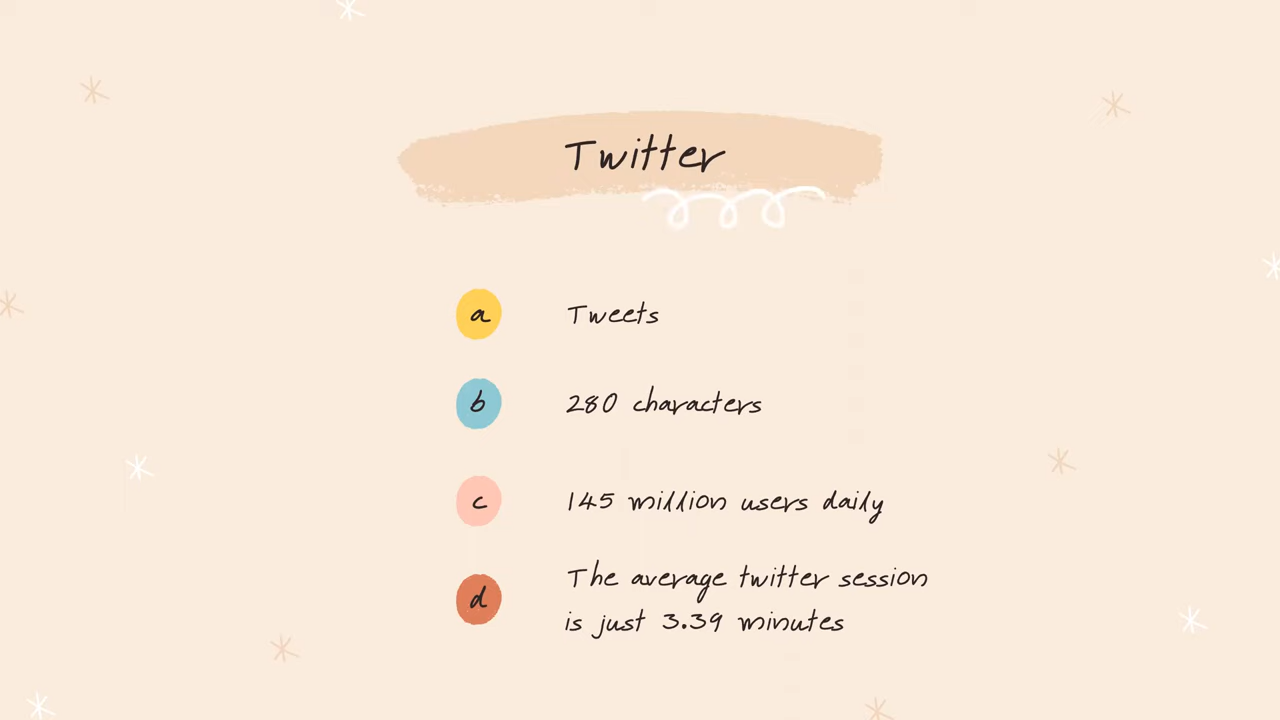 Twitter
a Tweets
b 280 characters
c 145 million users daily
d The average twitter session
is just 3.39 minutes